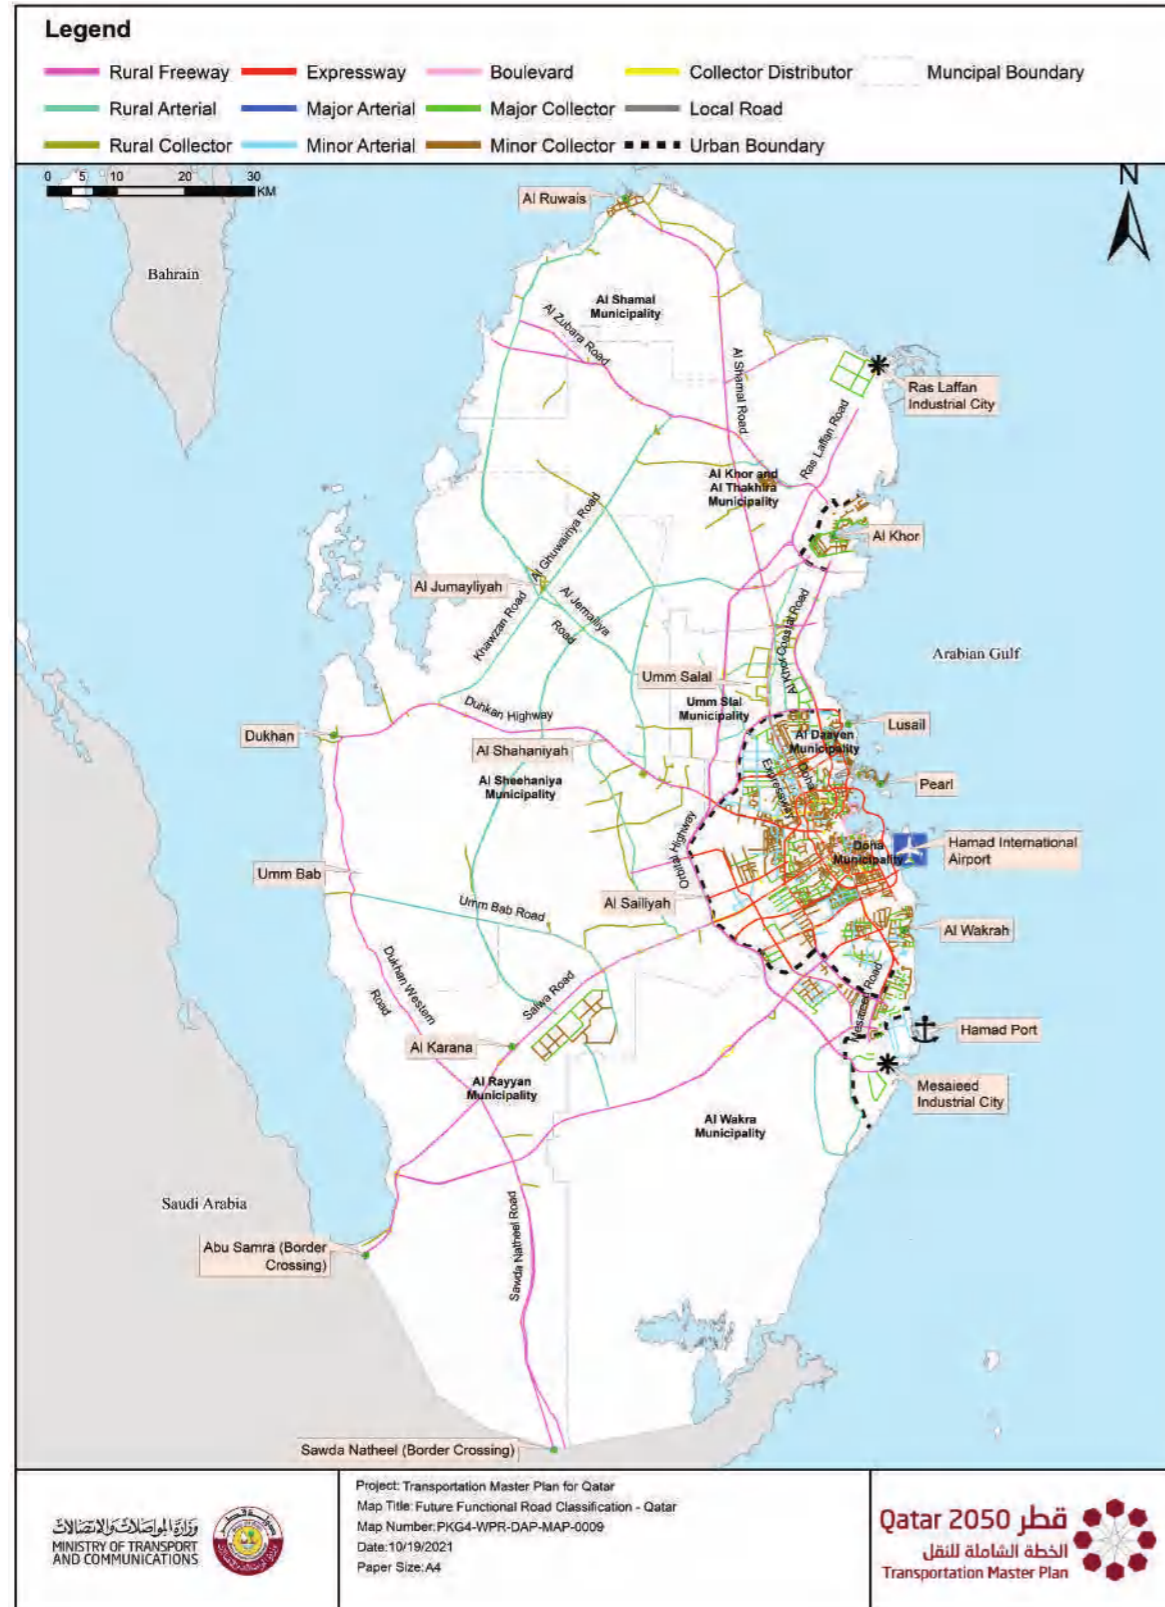 Legend
Rural Freeway
Expressway
Boulevard
Collector Distributor
Muncipal Boundary
Rural Arterial
Major Arterial
Major Collector
Local Road
Rural Collector
Minor Arterial
Minor Collector
Urban Boundary
0 5 10 20 30
KM
N
Al Ruwais
Bahrain
Al Shamal
Municipality
Al Zubara Road
Al Shamal Road
Ras Laffan
Industrial City
Ras Laffan Road
Al Khor and
Al Thakhira
Municipality
Al Khor
Al Ghuwairiya Road
Al Jumayliyah
Al Jemailiya
Road
Khawzan Road
Al Khor Coastal Road
Arabian Gulf
Umm Salal
Umm Slal
Municipality
Duhkan Highway
Lusail
Dukhan
Al Shahaniyah
Al Daayen
Municipality
Al Sheehaniya
Municipality
Doha
Expressway
Pearl
Orbital Highway
Doha
Municipality
Hamad International
Airport
Umm Bab
Al Sailiyah
Umm Bab Road
Al Wakrah
Dukhan Western
Road
Salwa Road
Mesaieed Road
Hamad Port
Al Karana
Al Rayyan
Municipality
Mesaieed
Industrial City
Al Wakra
Municipality
Saudi Arabia
Sawda Natheel Road
Abu Samra (Border
Crossing)
Sawda Natheel (Border Crossing)
وزارة المواصلات والاتصالات
MINISTRY OF TRANSPORT
AND COMMUNICATIONS
Project: Transportation Master Plan for Qatar
Map Title: Future Functional Road Classification - Qatar
Map Number: PKG4-WPR-DAP-MAP-0009
Date:10/19/2021
Paper Size: A4
Qatar 2050 قطر
الخطة الشاملة للنقل
Transportation Master Plan